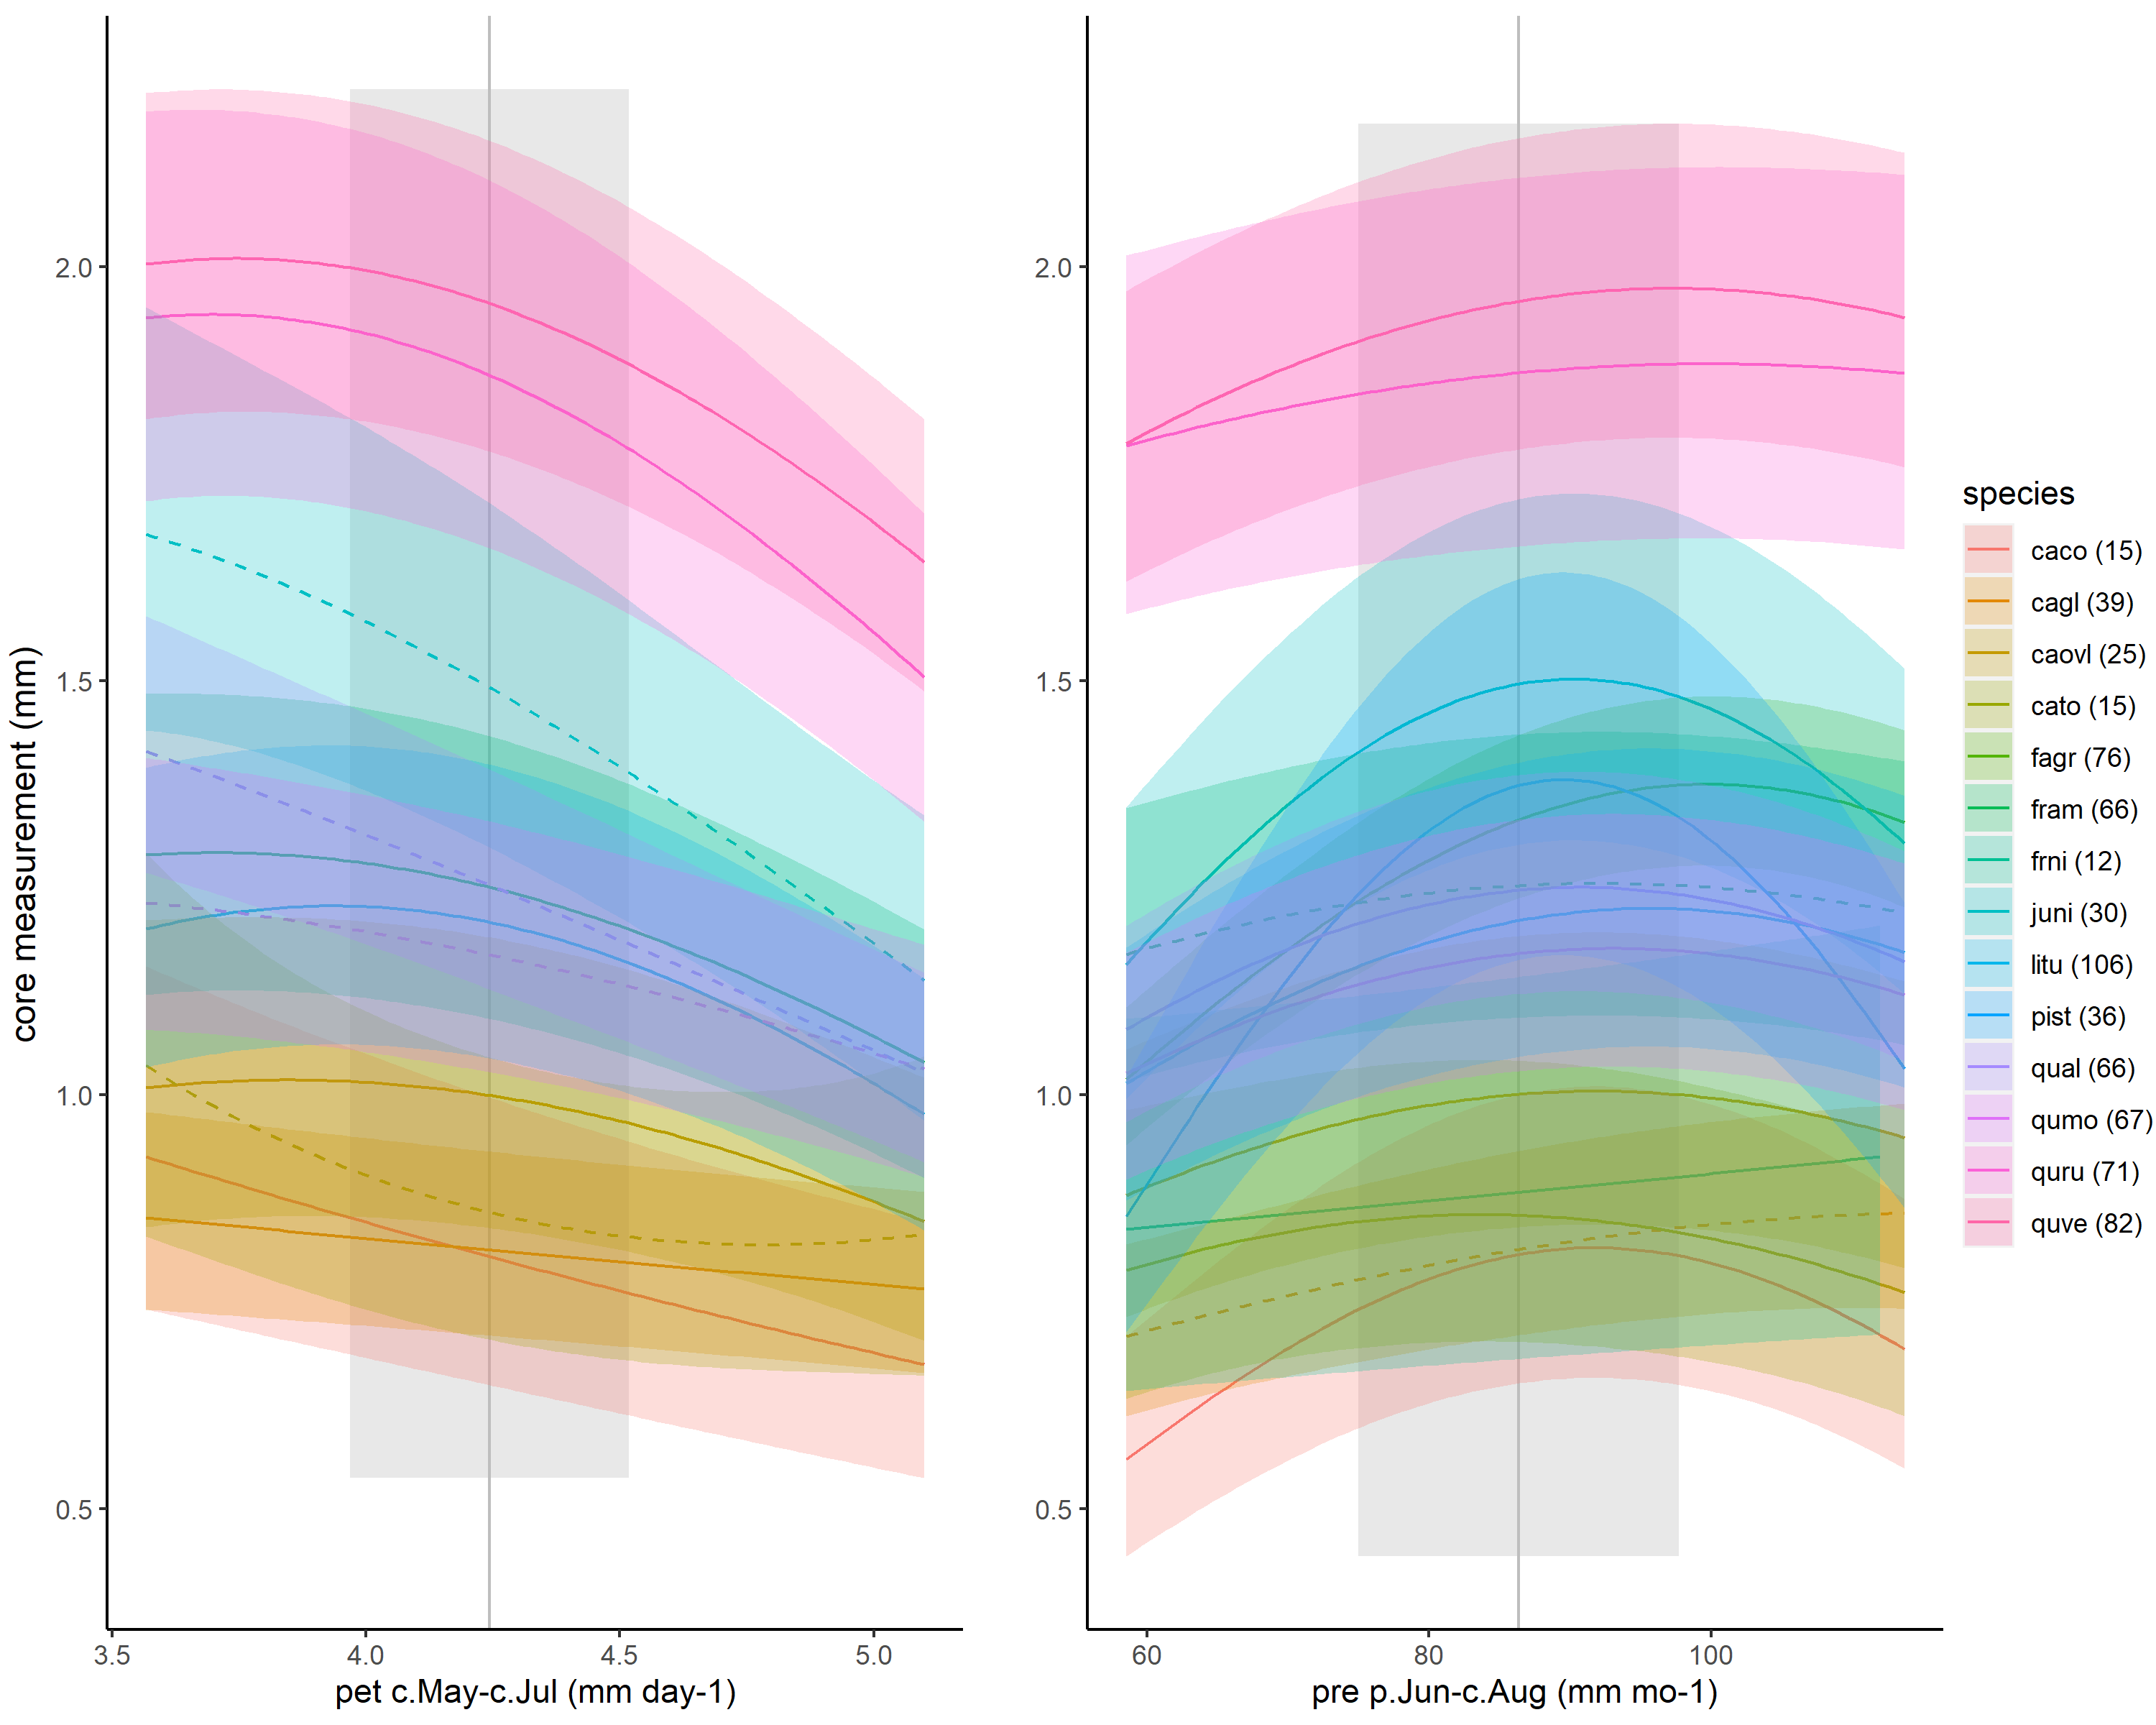 core measurement (mm)
2.0
1.5
1.0
0.5
3.5
4.0
4.5
5.0
pet c.May-c.Jul (mm day-1)
2.0
1.5
1.0
0.5
60
80
100
pre p.Jun-c.Aug (mm mo-1)
species
caco (15)
cagl (39)
caovl (25)
cato (15)
fagr (76)
fram (66)
frni (12)
juni (30)
litu (106)
pist (36)
qual (66)
qumo (67)
quru (71)
quve (82)